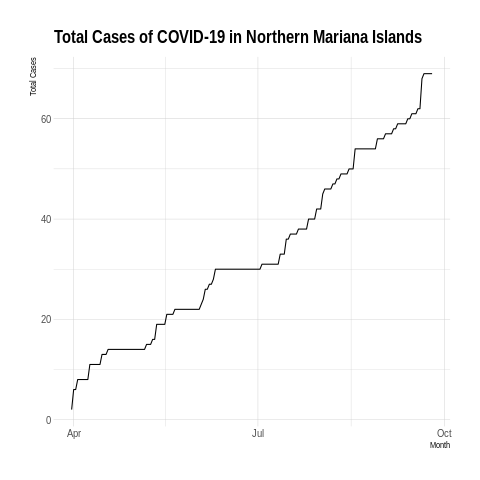 Total Cases of COVID-19 in Northern Mariana Islands
Total Cases
60
40
20
0
Apr
Jul
Oct
Month